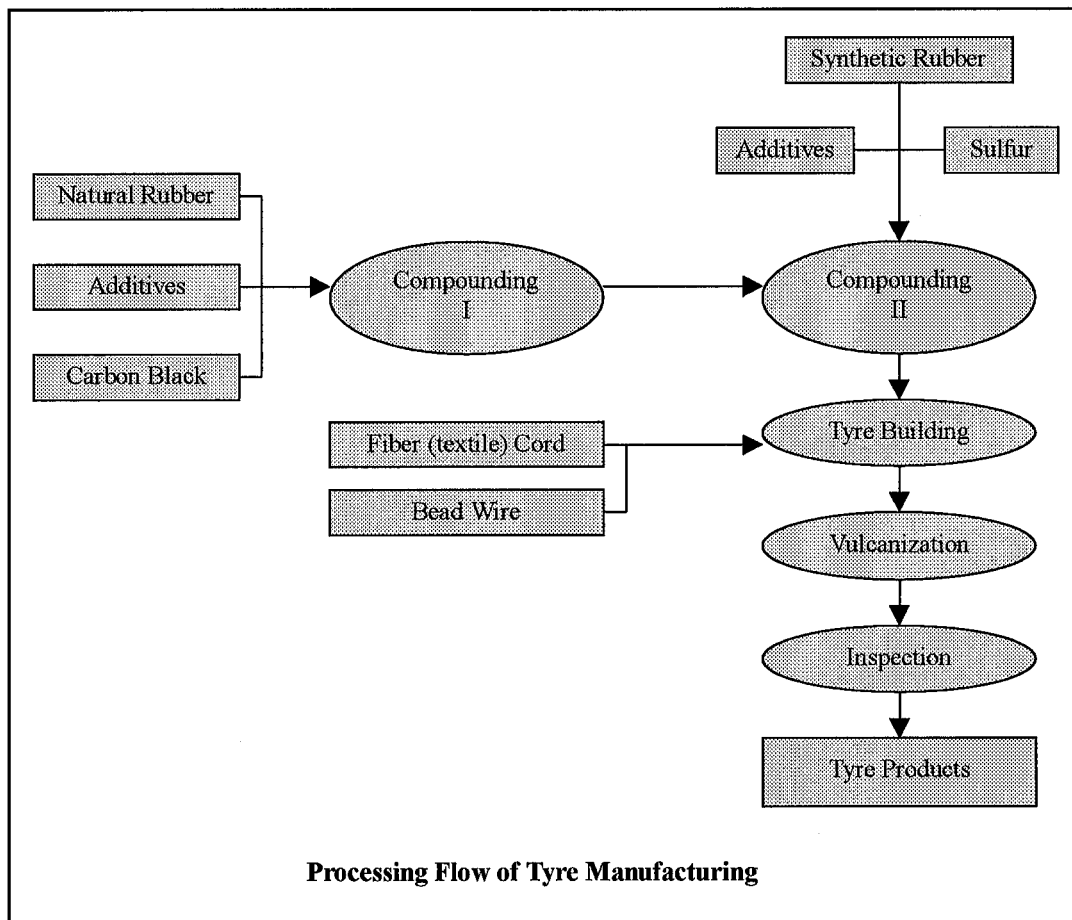 Synthetic Rubber
Additives
Sulfur
Natural Rubber
Additives
Carbon Black
Compounding
I
Compounding
II
Fiber (textile) Cord
Bead Wire
Tyre Building
Vulcanization
Inspection
Tyre Products
Processing Flow of Tyre Manufacturing